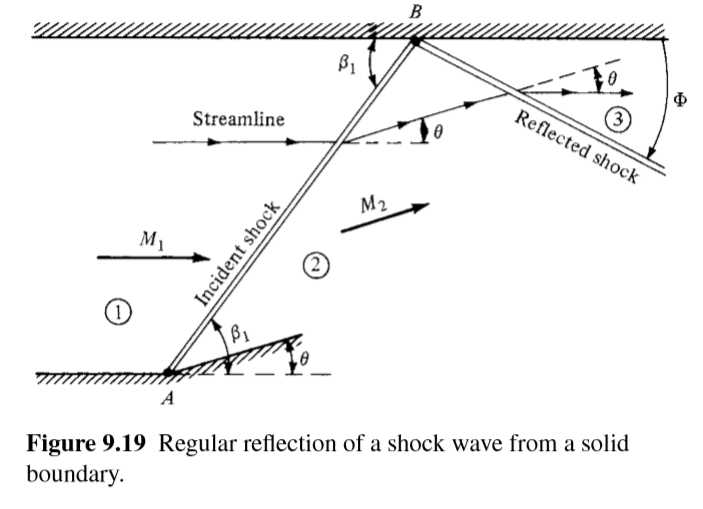 B
β₁
θ
Φ
Streamline
θ
③
Reflected shock
M₂
M₁
Incident shock
②
①
β₁
θ
A
Figure 9.19 Regular reflection of a shock wave from a solid
boundary.